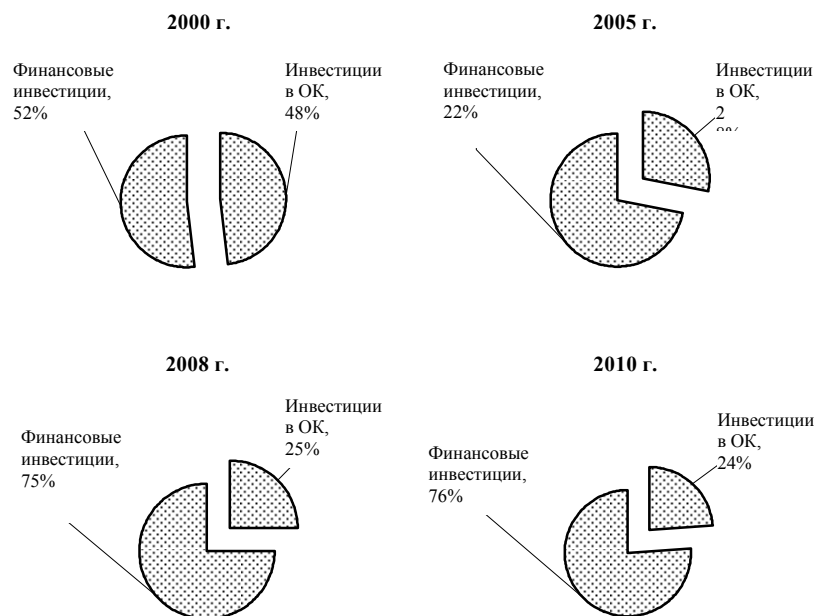 2000 г.
Финансовые
инвестиции,
52%
Инвестиции
в ОК,
48%
2005 г.
Финансовые
инвестиции,
22%
Инвестиции
в ОК,
2
2008 г.
Финансовые
инвестиции,
75%
Инвестиции
в ОК,
25%
2010 г.
Финансовые
инвестиции,
76%
Инвестиции
в ОК,
24%